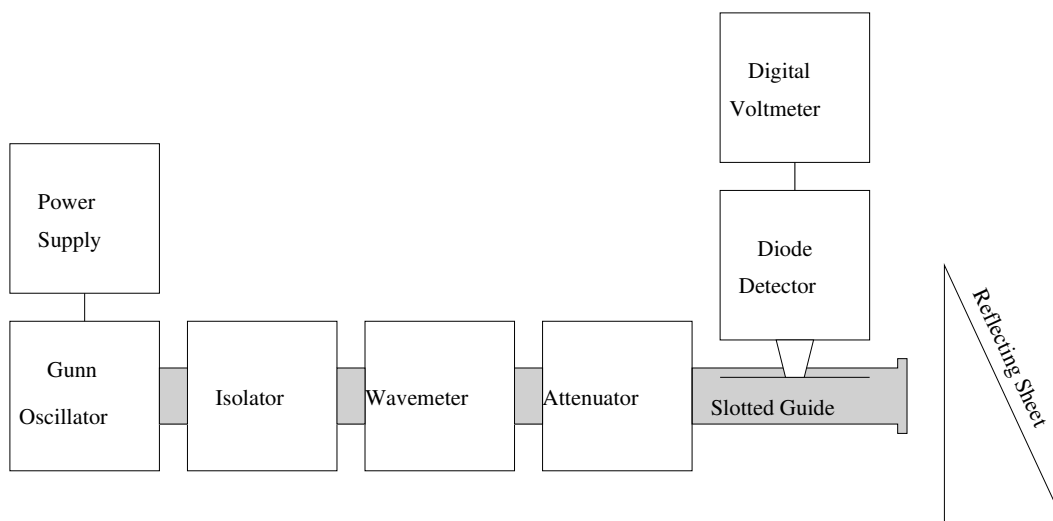 Digital
Voltmeter
Power
Supply
Diode
Detector
Gunn
Oscillator
Isolator
Wavemeter
Attenuator
Slotted Guide
Reflecting Sheet